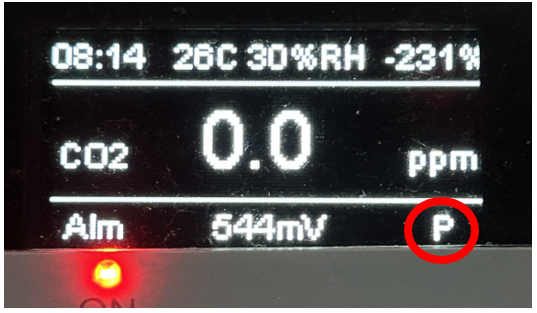 08:14 26C 30%RH -231%
CO2 0.0 ppm
Alm 544mV P
ON